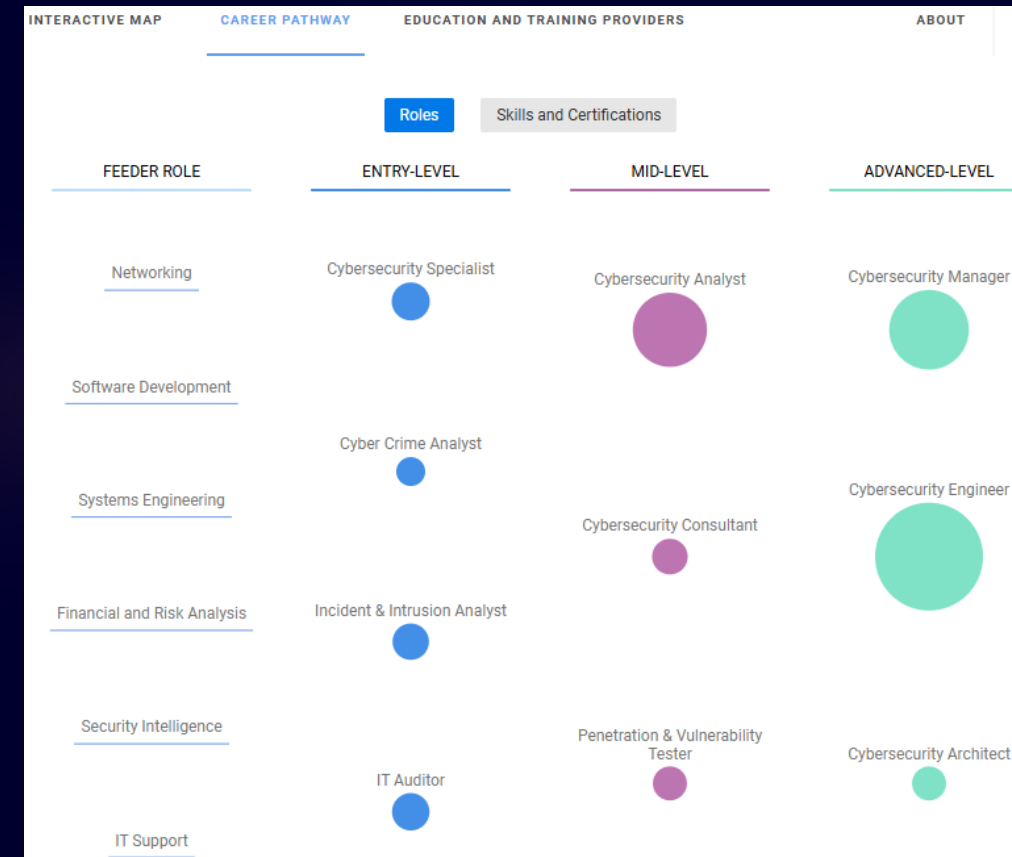 INTERACTIVE MAP
CAREER PATHWAY
EDUCATION AND TRAINING PROVIDERS
ABOUT
Roles
Skills and Certifications
FEEDER ROLE
ENTRY-LEVEL
MID-LEVEL
ADVANCED-LEVEL
Networking
Software Development
Systems Engineering
Financial and Risk Analysis
Security Intelligence
IT Support
Cybersecurity Specialist
Cyber Crime Analyst
Incident & Intrusion Analyst
IT Auditor
Cybersecurity Analyst
Cybersecurity Consultant
Penetration & Vulnerability
Tester
Cybersecurity Manager
Cybersecurity Engineer
Cybersecurity Architect